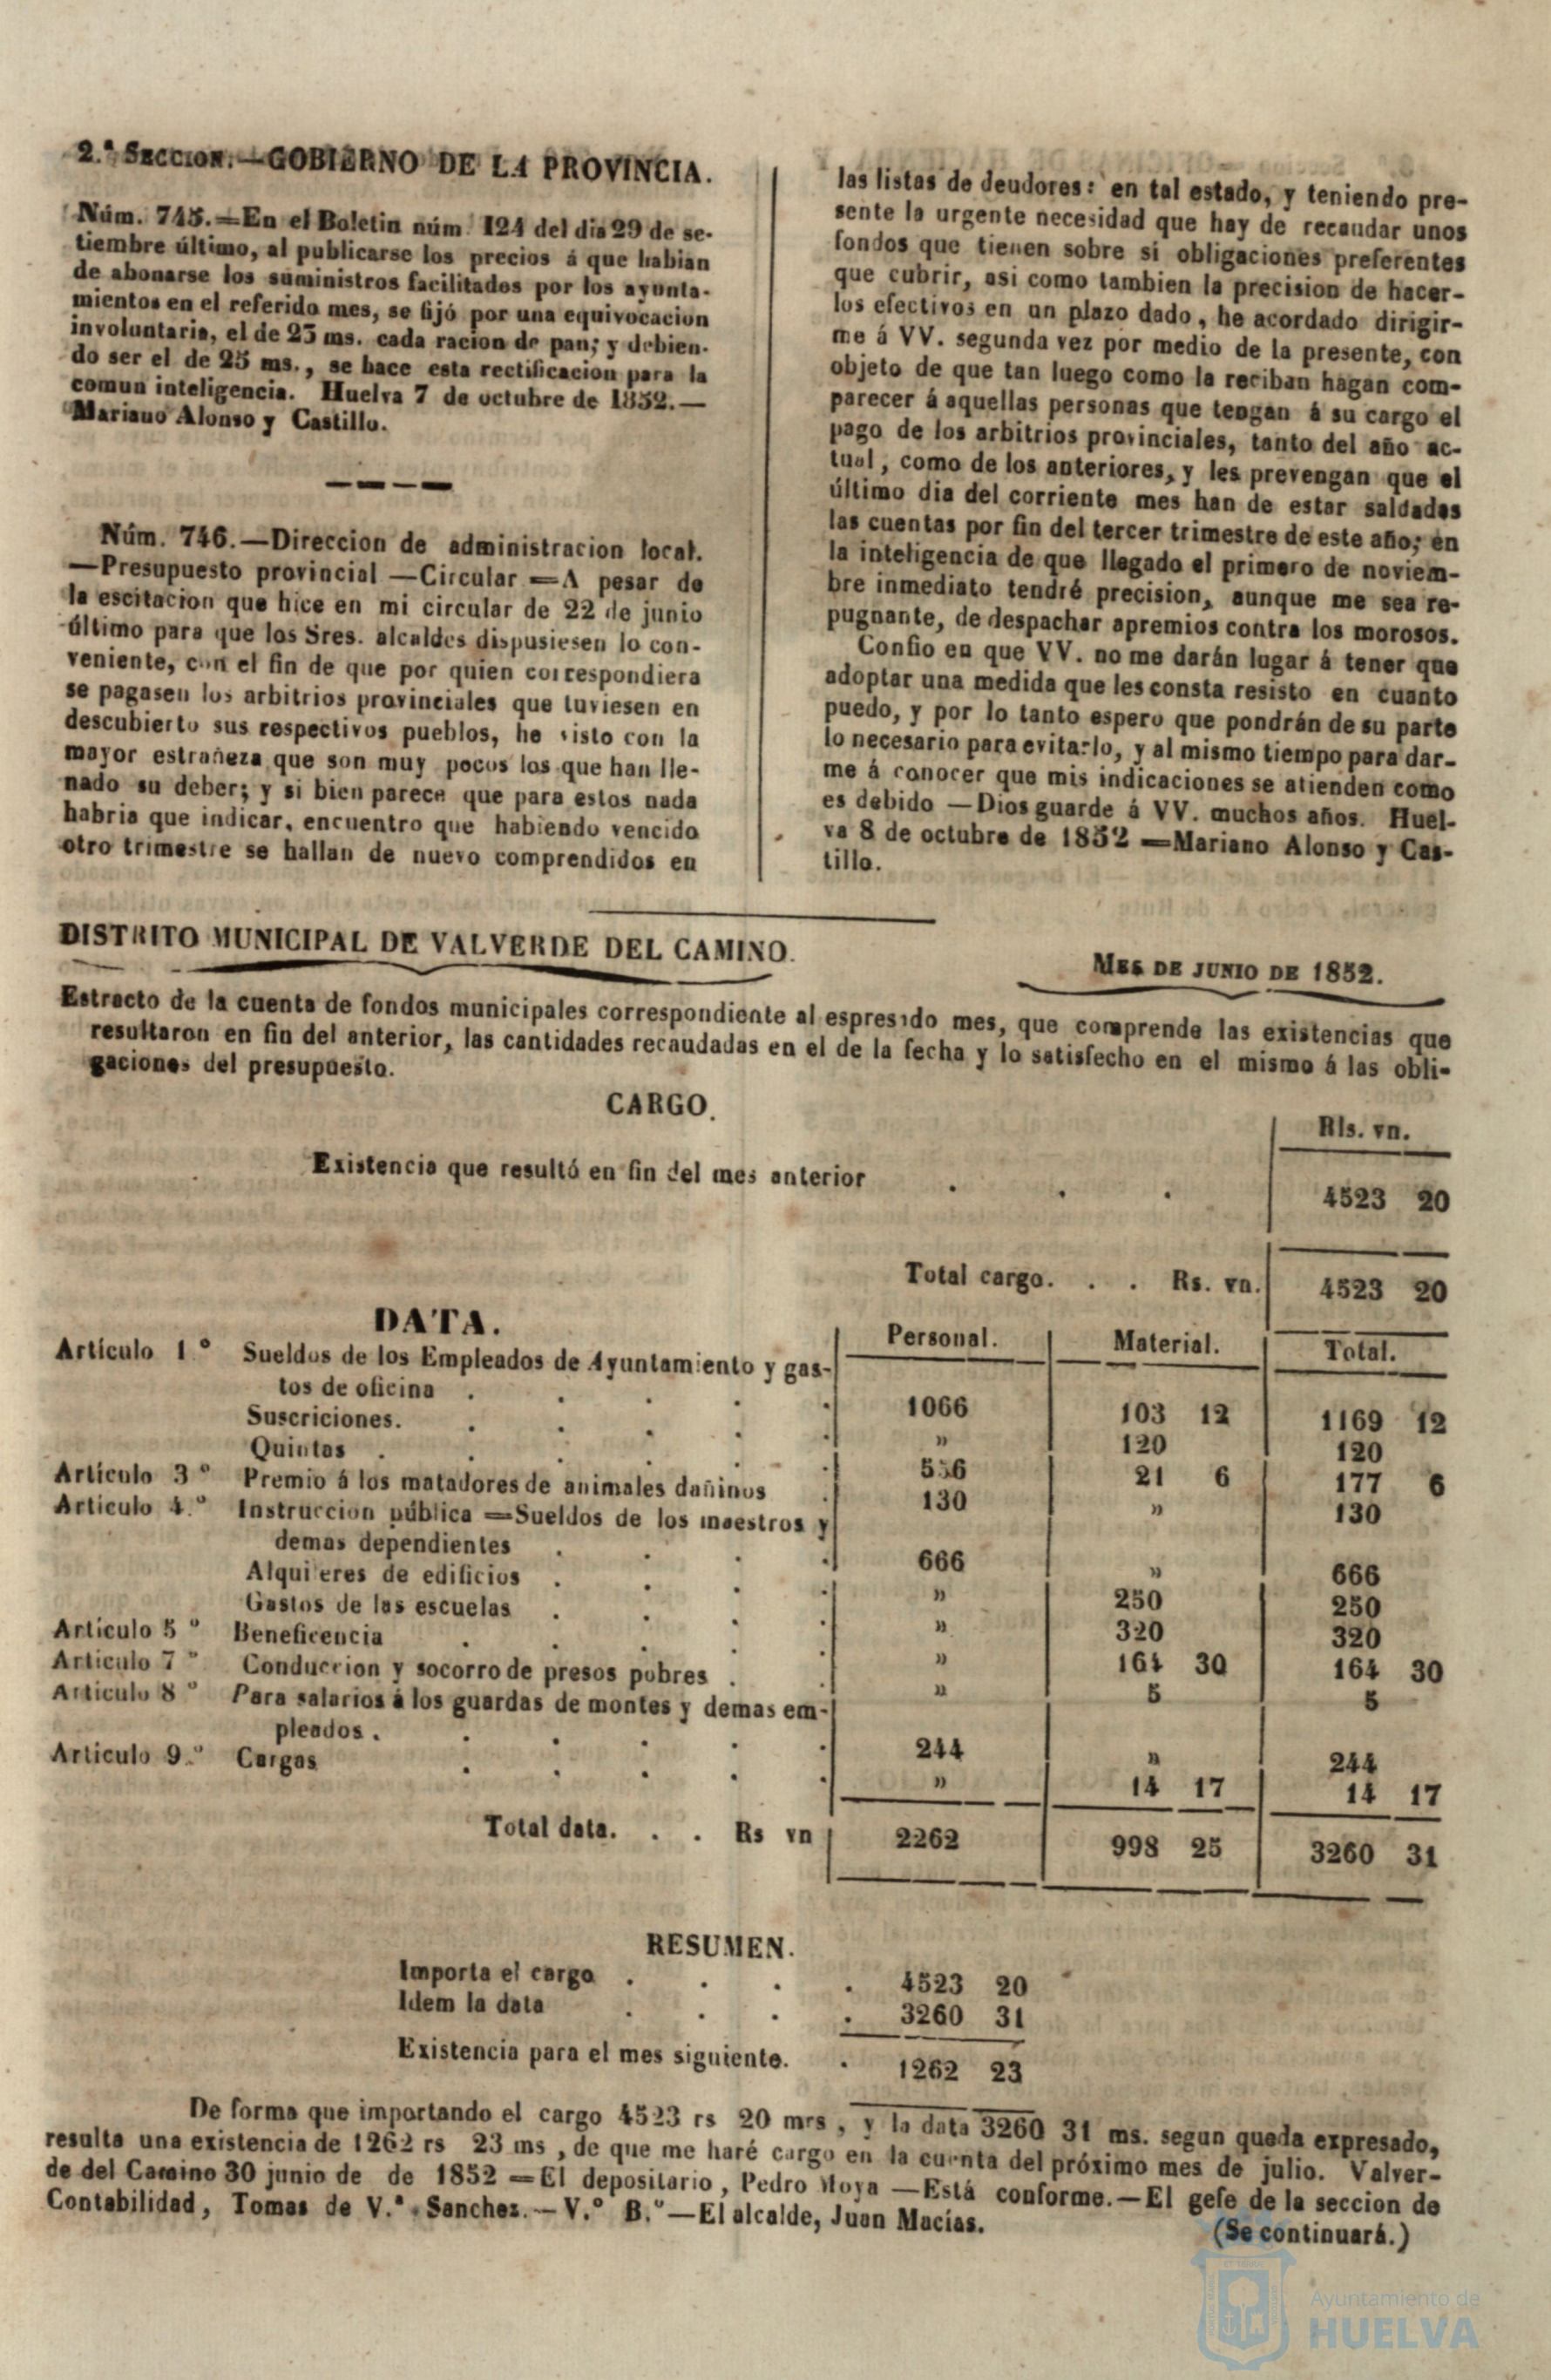 2.ª Seccion.—GOBIERNO DE LA PROVINCIA.
Núm. 745.—En el Boletin núm. 124 del dia 29 de se-
tiembre último, al publicarse los precios á que habian
de abonarse los suministros facilitados por los ayunta-
mientos en el referido mes, se fijó por una equivocacion
involuntaria, el de 23 ms. cada racion de pan; y debien-
do ser el de 25 ms., se hace esta rectificacion para la
comun inteligencia. Huelva 7 de octubre de 1852.—
Mariano Alonso y Castillo.
Núm. 746.—Direccion de administracion local.
—Presupuesto provincial —Circular =A pesar de
la escitacion que hice en mi circular de 22 de junio
último para que los Sres. alcaldes dispusiesen lo con-
veniente, con el fin de que por quien correspondiera
se pagasen los arbitrios provinciales que tuviesen en
descubierto sus respectivos pueblos, he visto con la
mayor estrañeza que son muy pocos los que han lle-
nado su deber; y si bien parece que para estos nada
habria que indicar, encuentro que habiendo vencido
otro trimestre se hallan de nuevo comprendidos en
las listas de deudores: en tal estado, y teniendo pre-
sente la urgente necesidad que hay de recaudar unos
fondos que tienen sobre si obligaciones preferentes
que cubrir, asi como tambien la precision de hacer-
los efectivos en un plazo dado, he acordado dirigir-
me á VV. segunda vez por medio de la presente, con
objeto de que tan luego como la reciban hagan com-
parecer á aquellas personas que tengan á su cargo el
pago de los arbitrios provinciales, tanto del año ac-
tual, como de los anteriores, y les prevengan que el
último dia del corriente mes han de estar saldadas
las cuentas por fin del tercer trimestre de este año; en
la inteligencia de que llegado el primero de noviem-
bre inmediato tendré precision, aunque me sea re-
pugnante, de despachar apremios contra los morosos.
Confio en que VV. no me darán lugar á tener que
adoptar una medida que les consta resisto en cuanto
puedo, y por lo tanto espero que pondrán de su parte
lo necesario para evitarlo, y al mismo tiempo para dar-
me á conocer que mis indicaciones se atienden como
es debido —Dios guarde á VV. muchos años. Huel-
va 8 de octubre de 1852 =Mariano Alonso y Cas-
tillo.
DISTRITO MUNICIPAL DE VALVERDE DEL CAMINO.
Mes de junio de 1852.
Estracto de la cuenta de fondos municipales correspondiente al espresido mes, que comprende las existencias que
resultaron en fin del anterior, las cantidades recaudadas en el de la fecha y lo satisfecho en el mismo á las obli-
gaciones del presupuesto.
CARGO.
Rls. vn.
Existencia que resultó en fin del mes anterior . . . 4523 20
Total cargo. . . Rs. vn. 4523 20
DATA.
Personal. Material. Total.
Artículo 1.º Sueldos de los Empleados de Ayuntamiento y gas-
tos de oficina . . . . . 1066 103 12 1169 12
Suscriciones. . . . . . » 120 120
Quintas . . . . . . 21 6 177 6
Artículo 3.º Premio á los matadores de animales dañinos . 130 » 130
Articulo 4.º Instruccion pública =Sueldos de los maestros y
demas dependientes . . . . 666 » 666
Alquileres de edificios . . . . » 250 250
Gastos de las escuelas . . . . » 320 320
Artículo 5.º Beneficencia . . . . . » 164 30 164 30
Articulo 7.º Conduccion y socorro de presos pobres . . » 5 5
Articulo 8.º Para salarios á los guardas de montes y demas em-
pleados. . . . . . 244 » 244
Articulo 9.º Cargas . . . . . » 14 17 14 17
Total data. . . Rs vn 2262 998 25 3260 31
RESUMEN.
Importa el cargo . . . . 4523 20
Idem la data . . . . 3260 31
Existencia para el mes siguiente. . 1262 23
De forma que importando el cargo 4523 rs 20 mrs, y la data 3260 31 ms. segun queda expresado,
resulta una existencia de 1262 rs 23 ms, de que me haré cargo en la cuenta del próximo mes de julio. Valver-
de del Camino 30 junio de de 1852 =El depositario, Pedro Moya —Está conforme.—El gefe de la seccion de
Contabilidad, Tomas de V.ª Sanchez.—V.º B.º—El alcalde, Juan Macías.
(Se continuará.)
Ayuntamiento de
HUELVA